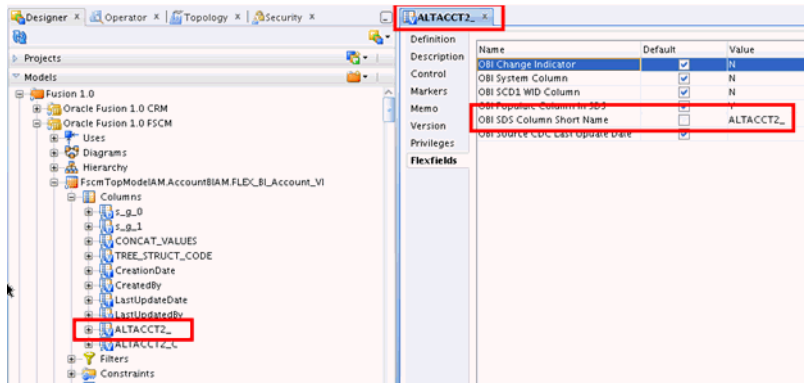 Designer x Operator x Topology x Security x
Projects
Models
Fusion 1.0
Oracle Fusion 1.0 CRM
Oracle Fusion 1.0 FSCM
Uses
Diagrams
Hierarchy
FscmTopModelAM.AccountBIAM.FLEX_BI_Account_VI
Columns
s_g_0
s_g_1
CONCAT_VALUES
TREE_STRUCT_CODE
CreationDate
CreatedBy
LastUpdateDate
LastUpdatedBy
ALTACCT2_
ALTACCT2_C
Filters
Constraints
ALTACCT2_ x
Definition
Description
Control
Markers
Memo
Version
Privileges
Flexfields
Name Default Value
OBI Change Indicator N
OBI System Column N
OBI SCD1 WID Column N
OBI Populate Column in SDS Y
OBI SDS Column Short Name ALTACCT2_
OBI Source CDC Last Update Date